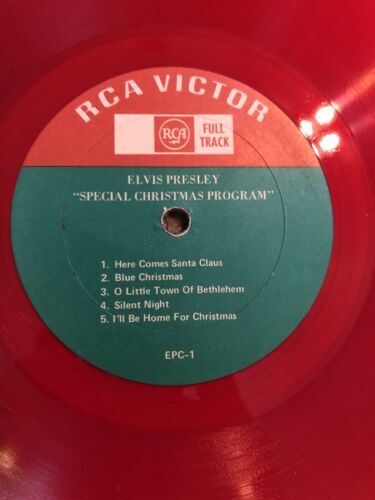 RCA VICTOR
RCA
FULL
TRACK
ELVIS PRESLEY
"SPECIAL CHRISTMAS PROGRAM"
1. Here Comes Santa Claus
2. Blue Christmas
3. O Little Town Of Bethlehem
4. Silent Night
5. I'll Be Home For Christmas
EPC-1